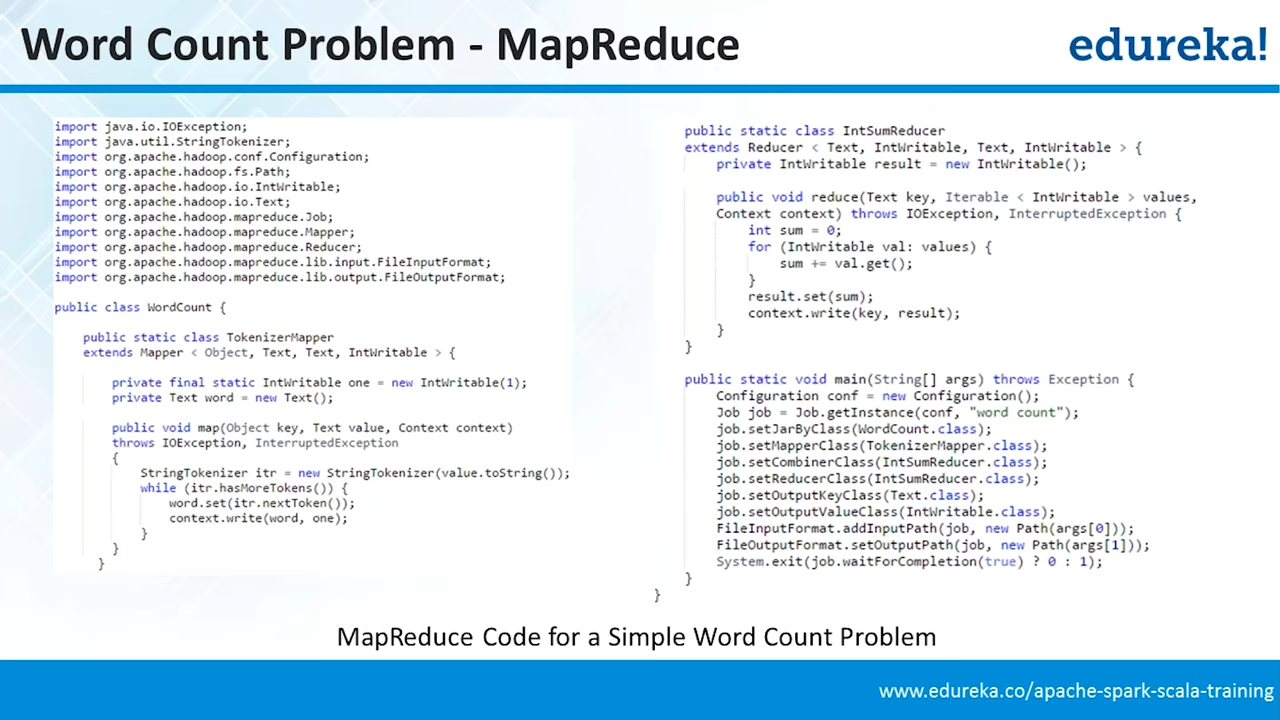 Word Count Problem - MapReduce
edureka!
import java.io.IOException;
import java.util.StringTokenizer;
import org.apache.hadoop.conf.Configuration;
import org.apache.hadoop.fs.Path;
import org.apache.hadoop.io.IntWritable;
import org.apache.hadoop.io.Text;
import org.apache.hadoop.mapreduce.Job;
import org.apache.hadoop.mapreduce.Mapper;
import org.apache.hadoop.mapreduce.Reducer;
import org.apache.hadoop.mapreduce.lib.input.FileInputFormat;
import org.apache.hadoop.mapreduce.lib.output.FileOutputFormat;
public class WordCount {
public static class TokenizerMapper
extends Mapper < Object, Text, Text, IntWritable > {
private final static IntWritable one = new IntWritable(1);
private Text word = new Text();
public void map(Object key, Text value, Context context)
throws IOException, InterruptedException
{
StringTokenizer itr = new StringTokenizer(value.toString());
while (itr.hasMoreTokens()) {
word.set(itr.nextToken());
context.write(word, one);
}
}
}
public static class IntSumReducer
extends Reducer < Text, IntWritable, Text, IntWritable > {
private IntWritable result = new IntWritable();
public void reduce(Text key, Iterable < IntWritable > values,
Context context) throws IOException, InterruptedException {
int sum = 0;
for (IntWritable val: values) {
sum += val.get();
}
result.set(sum);
context.write(key, result);
}
}
public static void main(String[] args) throws Exception {
Configuration conf = new Configuration();
Job job = Job.getInstance(conf, "word count");
job.setJarByClass(WordCount.class);
job.setMapperClass(TokenizerMapper.class);
job.setCombinerClass(IntSumReducer.class);
job.setReducerClass(IntSumReducer.class);
job.setOutputKeyClass(Text.class);
job.setOutputValueClass(IntWritable.class);
FileInputFormat.addInputPath(job, new Path(args[0]));
FileOutputFormat.setOutputPath(job, new Path(args[1]));
System.exit(job.waitForCompletion(true) ? 0 : 1);
}
}
MapReduce Code for a Simple Word Count Problem
www.edureka.co/apache-spark-scala-training